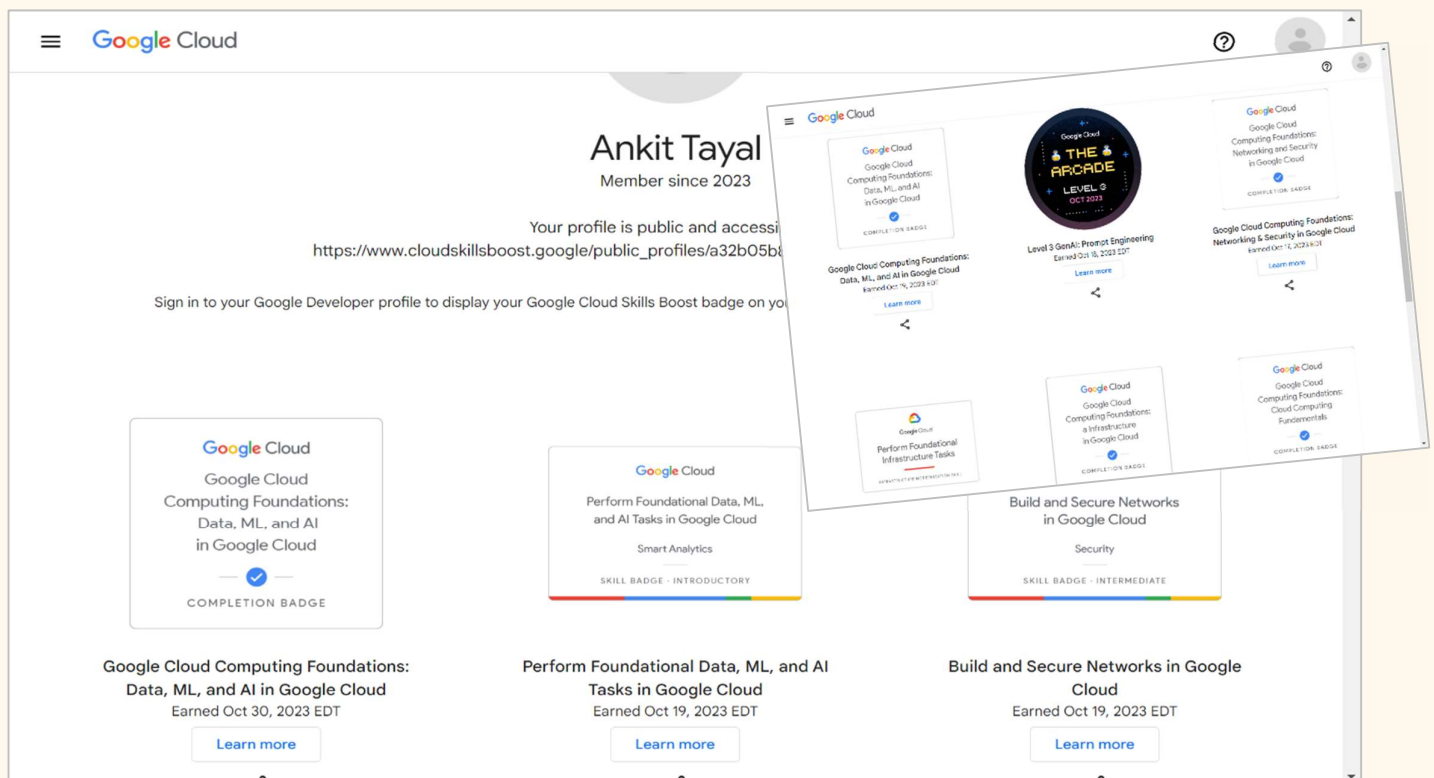 Google Cloud
Ankit Tayal
Member since 2023
Your profile is public and accessi
https://www.cloudskillsboost.google/public_profiles/a32b05b
Sign in to your Google Developer profile to display your Google Cloud Skills Boost badge on yo
Google Cloud
Google Cloud
Google Cloud
Computing Foundations:
Data, ML, and AI
in Google Cloud
COMPLETION BADGE
Google Cloud Computing Foundations:
Data, ML, and AI in Google Cloud
Earned Oct 19, 2023 EDT
Learn more
Google Cloud
THE
ARCADE
LEVEL 3
OCT 2023
Level 3 GenAI: Prompt Engineering
Learn more
Google Cloud
Google Cloud
Computing Foundations:
Networking and Security
in Google Cloud
COMPLETION BADGE
Google Cloud Computing Foundations:
Networking & Security in Google Cloud
Learn more
Google Cloud
Perform Foundational
Infrastructure Tasks
Google Cloud
Google Cloud
Computing Foundations:
a Infrastructure
in Google Cloud
COMPLETION BADGE
Google Cloud
Google Cloud
Computing Foundations:
Cloud Computing
Fundamentals
COMPLETION BADGE
Google Cloud
Google Cloud
Computing Foundations:
Data, ML, and AI
in Google Cloud
COMPLETION BADGE
Google Cloud Computing Foundations:
Data, ML, and AI in Google Cloud
Earned Oct 30, 2023 EDT
Learn more
Google Cloud
Perform Foundational Data, ML,
and AI Tasks in Google Cloud
Smart Analytics
SKILL BADGE - INTRODUCTORY
Perform Foundational Data, ML, and AI
Tasks in Google Cloud
Earned Oct 19, 2023 EDT
Learn more
Build and Secure Networks
in Google Cloud
Security
SKILL BADGE - INTERMEDIATE
Build and Secure Networks in Google
Cloud
Earned Oct 19, 2023 EDT
Learn more